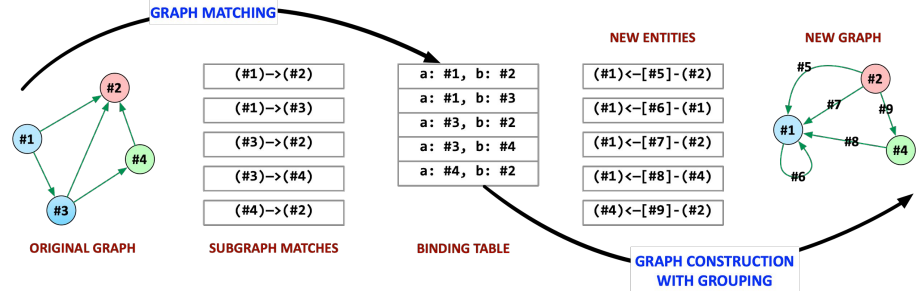 GRAPH MATCHING
#1
#2
#3
#4
ORIGINAL GRAPH
(#1)–>(#2)
(#1)–>(#3)
(#3)–>(#2)
(#3)–>(#4)
(#4)–>(#2)
SUBGRAPH MATCHES
a: #1, b: #2
a: #1, b: #3
a: #3, b: #2
a: #3, b: #4
a: #4, b: #2
BINDING TABLE
NEW ENTITIES
(#1)<–[#5]-(#2)
(#1)<–[#6]-(#1)
(#1)<–[#7]-(#2)
(#1)<–[#8]-(#4)
(#4)<–[#9]-(#2)
GRAPH CONSTRUCTION
WITH GROUPING
NEW GRAPH
#5
#2
#7
#9
#1
#8
#4
#6